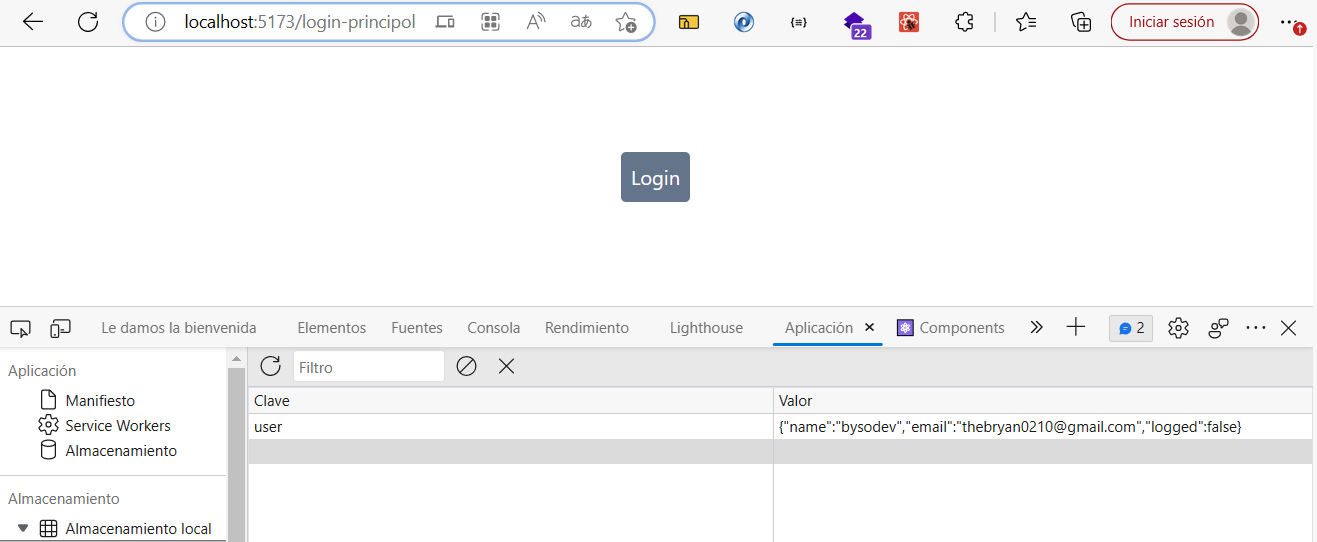 localhost:5173/login-principol
aあ
22
Iniciar sesión
Login
Le damos la bienvenida Elementos Fuentes Consola Rendimiento Lighthouse Aplicación Components 2
Aplicación
Manifiesto
Service Workers
Almacenamiento
Almacenamiento
Almacenamiento local
Filtro
Clave Valor
user {"name":"bysodev","email":"thebryan0210@gmail.com","logged":false}